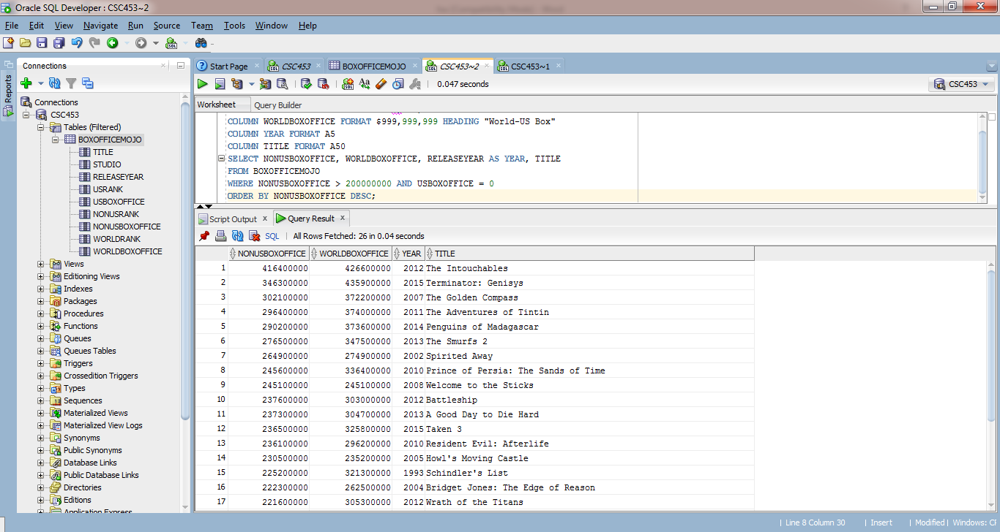 Oracle SQL Developer : CSC453~2
File Edit View Navigate Run Source Team Tools Window Help
Connections
Reports
Connections
CSC453
Tables (Filtered)
BOXOFFICEMOJO
TITLE
STUDIO
RELEASEYEAR
USRANK
USBOXOFFICE
NONUSRANK
NONUSBOXOFFICE
WORLDRANK
WORLDBOXOFFICE
Views
Editioning Views
Indexes
Packages
Procedures
Functions
Queues
Queues Tables
Triggers
Crossedition Triggers
Types
Sequences
Materialized Views
Materialized View Logs
Synonyms
Public Synonyms
Database Links
Public Database Links
Directories
Editions
Application Express
Start Page CSC453 BOXOFFICEMOJO CSC453~2 CSC453~1
0.047 seconds
CSC453
Worksheet Query Builder
COLUMN WORLDBOXOFFICE FORMAT $999,999,999 HEADING "World-US Box"
COLUMN YEAR FORMAT A5
COLUMN TITLE FORMAT A50
SELECT NONUSBOXOFFICE, WORLDBOXOFFICE, RELEASEYEAR AS YEAR, TITLE
FROM BOXOFFICEMOJO
WHERE NONUSBOXOFFICE > 200000000 AND USBOXOFFICE = 0
ORDER BY NONUSBOXOFFICE DESC;
Script Output x Query Result x
SQL | All Rows Fetched: 26 in 0.04 seconds
NONUSBOXOFFICE WORLDBOXOFFICE YEAR TITLE
1 416400000 426600000 2012 The Intouchables
2 346300000 435900000 2015 Terminator: Genisys
3 302100000 372200000 2007 The Golden Compass
4 296400000 374000000 2011 The Adventures of Tintin
5 290200000 373600000 2014 Penguins of Madagascar
6 276500000 347500000 2013 The Smurfs 2
7 264900000 274900000 2002 Spirited Away
8 245600000 336400000 2010 Prince of Persia: The Sands of Time
9 245100000 245100000 2008 Welcome to the Sticks
10 237600000 303000000 2012 Battleship
11 237300000 304700000 2013 A Good Day to Die Hard
12 236500000 325800000 2015 Taken 3
13 236100000 296200000 2010 Resident Evil: Afterlife
14 230500000 235200000 2005 Howl's Moving Castle
15 225200000 321300000 1993 Schindler's List
16 222300000 262500000 2004 Bridget Jones: The Edge of Reason
17 221600000 305300000 2012 Wrath of the Titans
| Line 8 Column 30 | Insert | Modified | Windows: CF